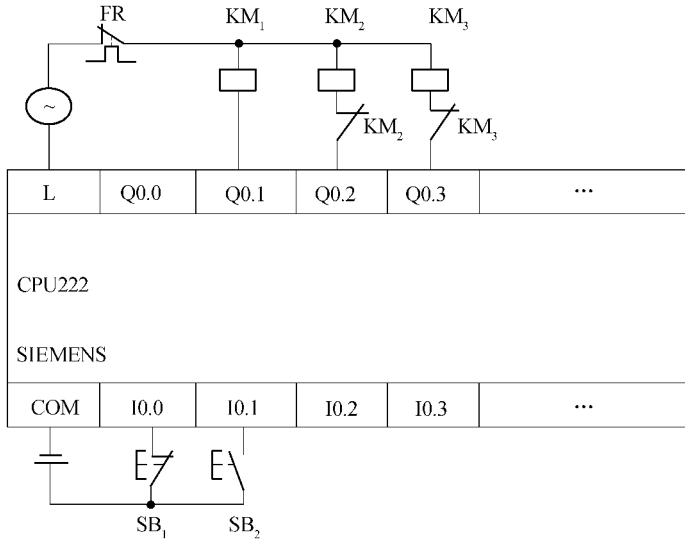 FR
KM₁ KM₂ KM₃
~
KM₂ KM₃
L Q0.0 Q0.1 Q0.2 Q0.3 ...
CPU222
SIEMENS
COM I0.0 I0.1 I0.2 I0.3 ...
SB₁ SB₂